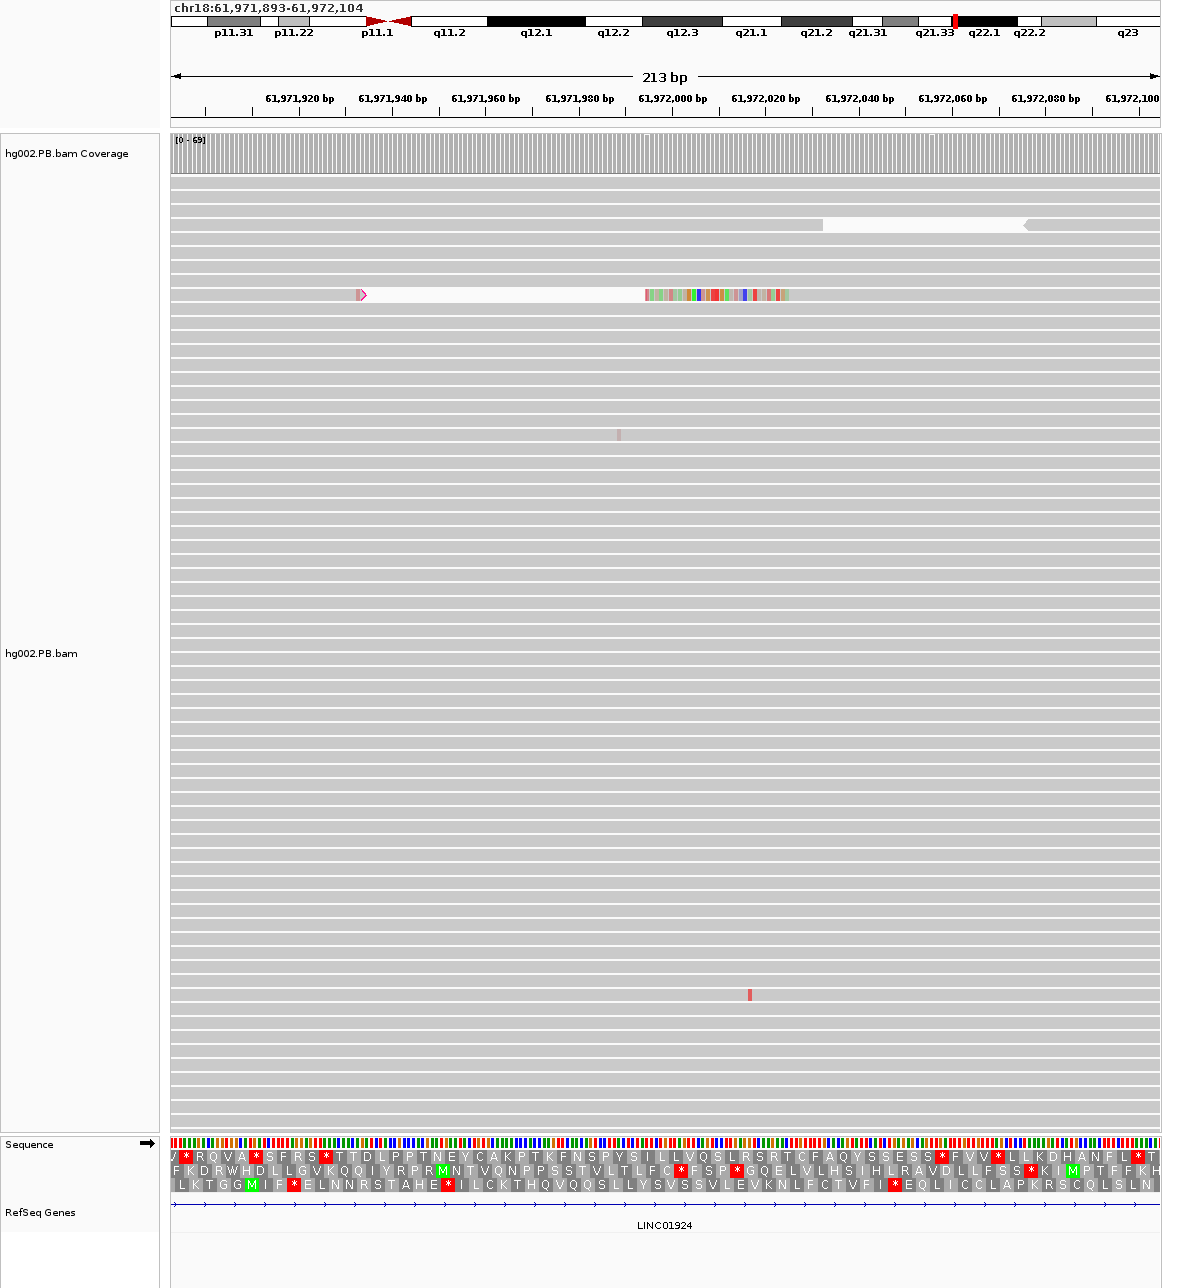 chr18:61,971,893-61,972,104
p11.31 p11.22 p11.1 q11.2 q12.1 q12.2 q12.3 q21.1 q21.2 q21.31 q21.33 q22.1 q22.2 q23
213 bp
61,971,920 bp 61,971,940 bp 61,971,960 bp 61,971,980 bp 61,972,000 bp 61,972,020 bp 61,972,040 bp 61,972,060 bp 61,972,080 bp 61,972,100
[0 - 69]
hg002.PB.bam Coverage
hg002.PB.bam
Sequence
V * R Q V A * S F R S * T T D L P P T N E Y C A K P T K F N S P Y S I L L V Q S L R S R T C F A Q Y S S E S S * F V V * L L K D H A N F L * T
F K D R W H D L L G V K Q Q I Y R P R M N T V Q N P P S S T V L T L F C * F S P * G Q E L V L H S I H L R A V D L L F S S * K I M P T F F K H
L K T G G M I F * E L N N R S T A H E * I L C K T H Q V Q Q S L L Y S V S S V L E V K N L F C T V F I * E Q L I C C L A P K R S C Q L S L N
RefSeq Genes
LINC01924